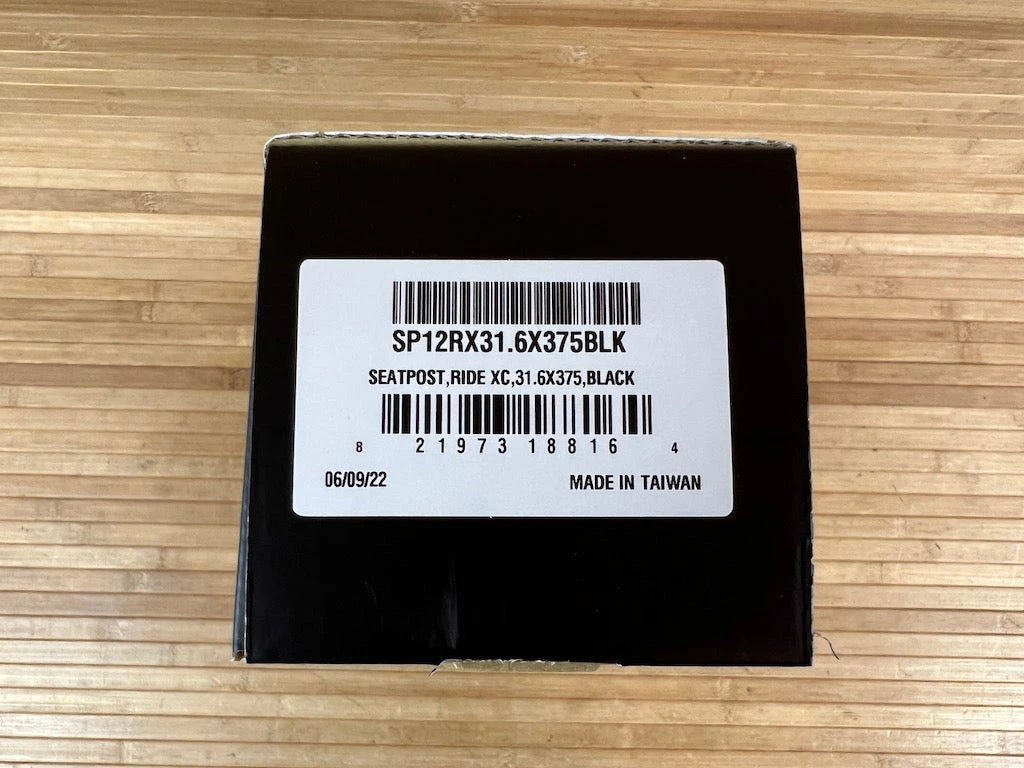 SP12RX31.6X375BLK
SEATPOST,RIDE XC,31.6X375,BLACK
8 21973 18816 4
06/09/22 MADE IN TAIWAN